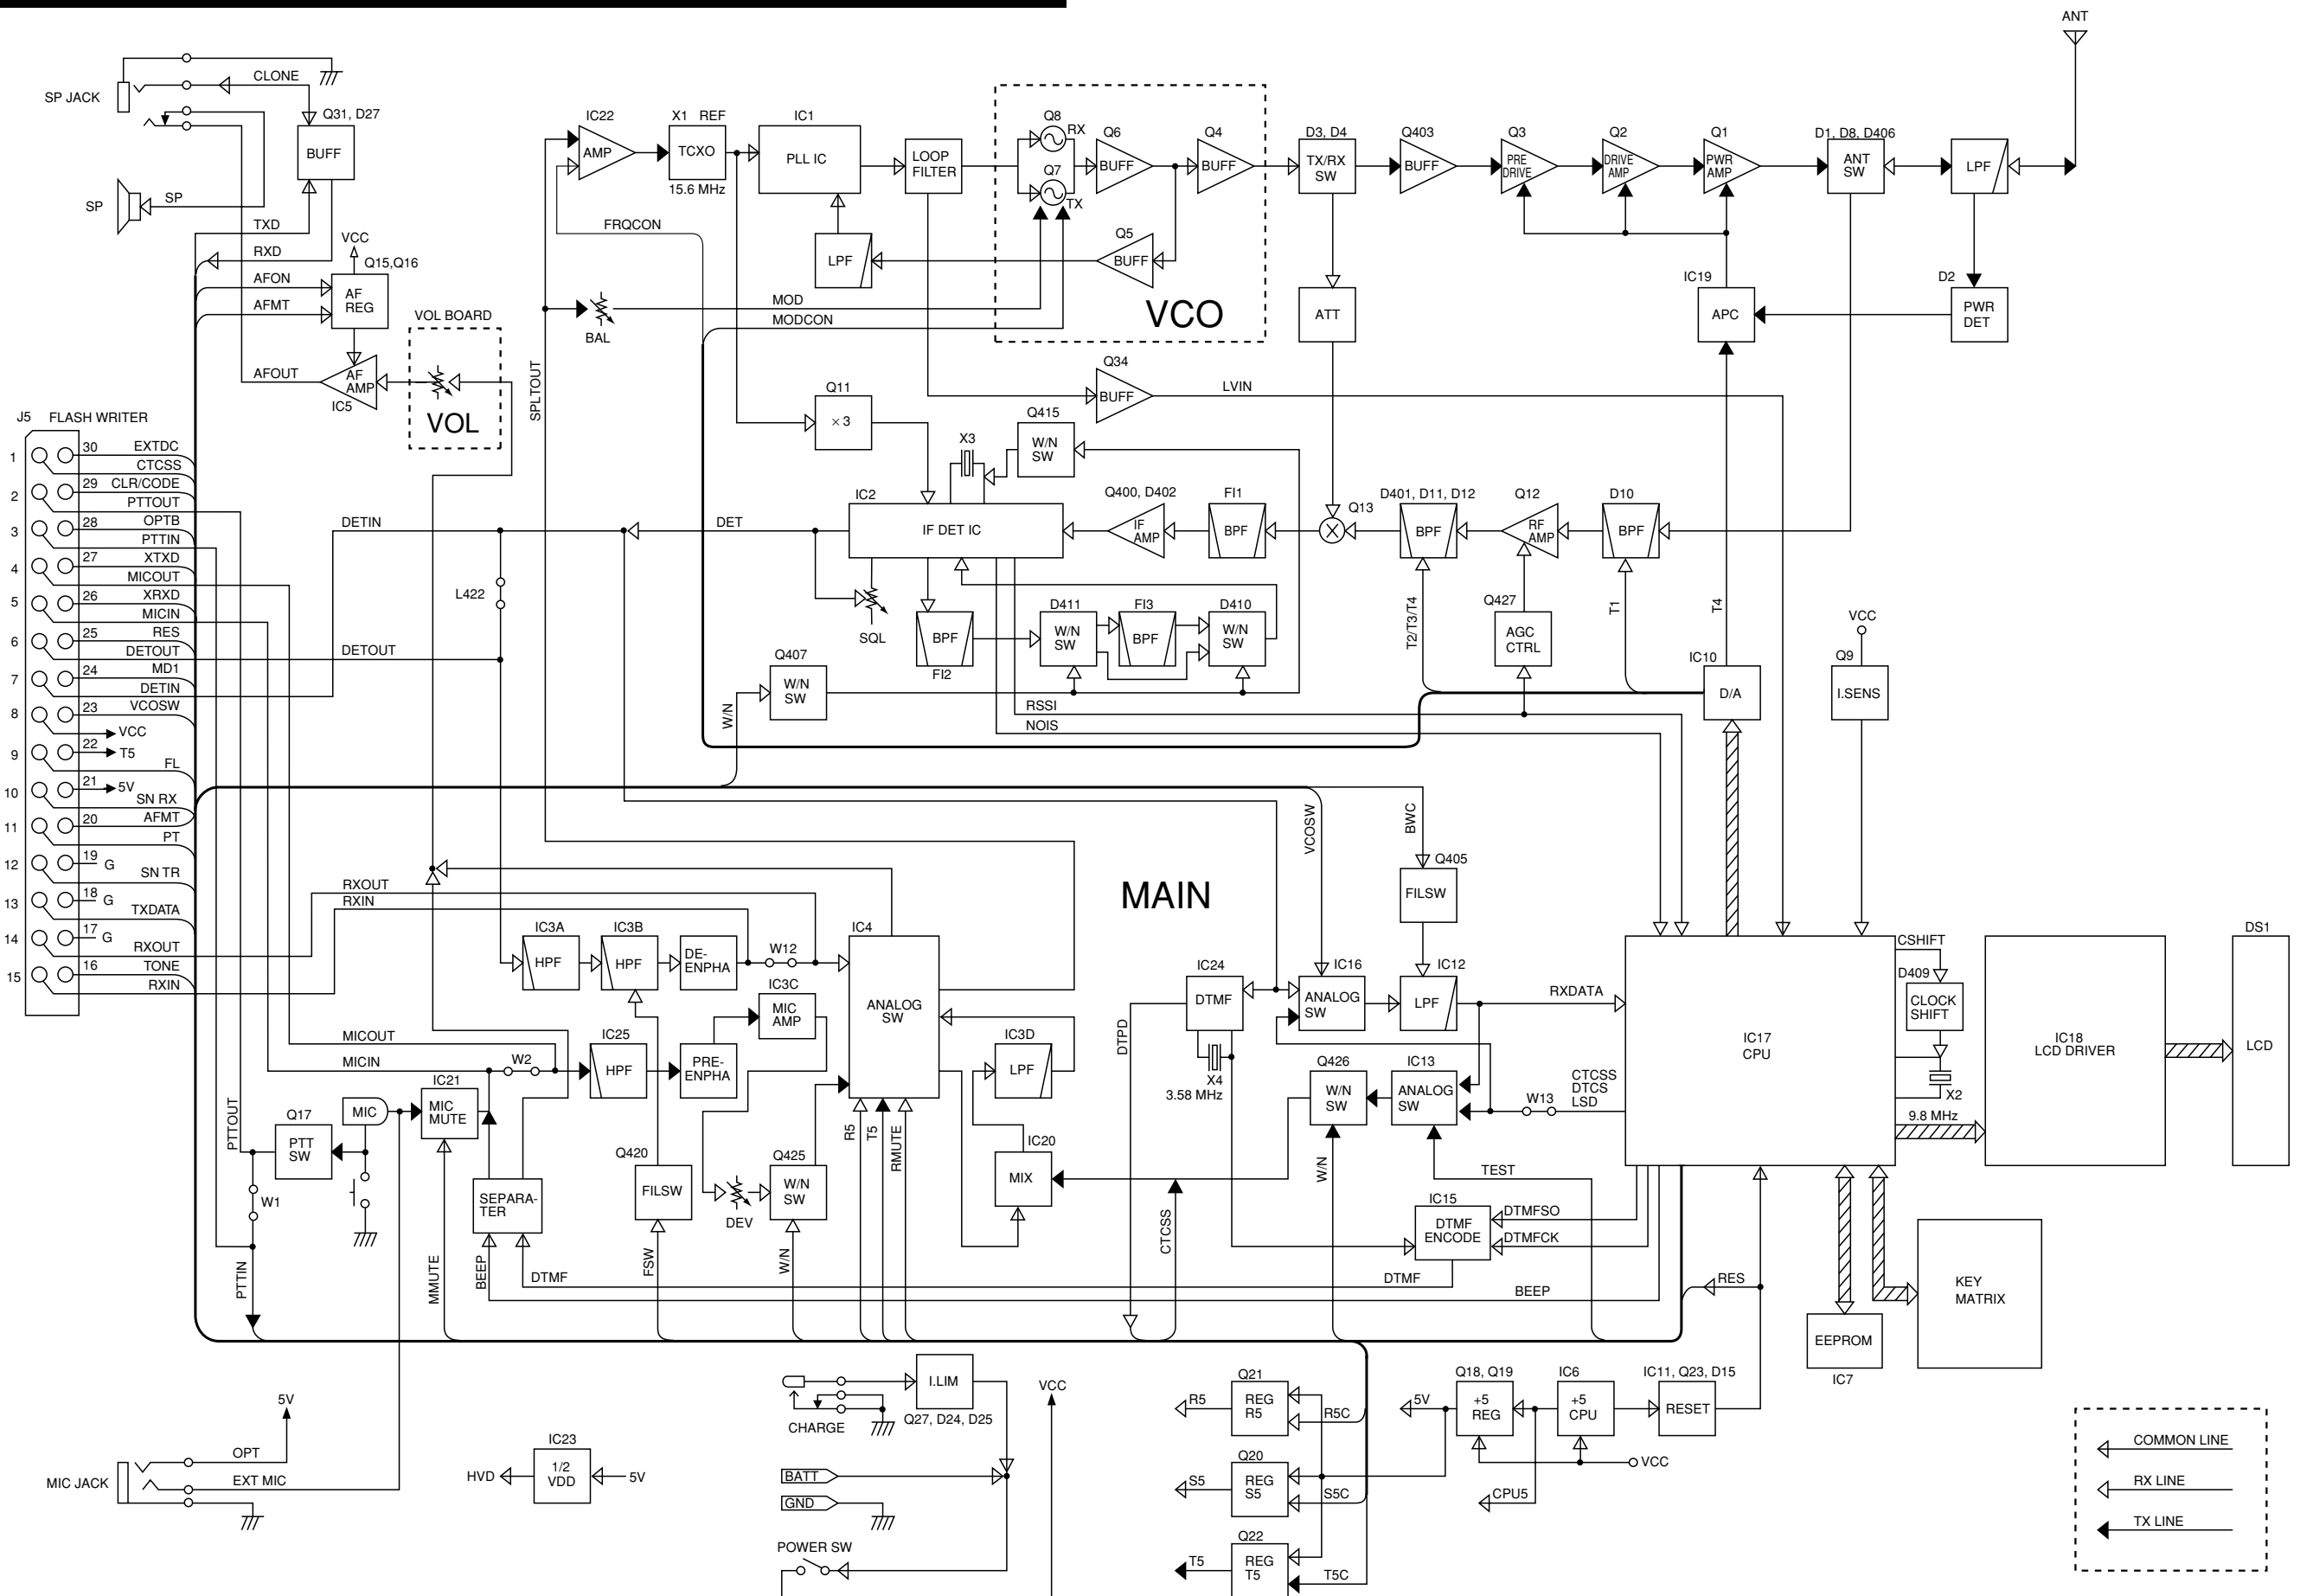 ANT
SP JACK
CLONE
Q31, D27
BUFF
SP
SP
TXD
RXD
AFON
AFMT
VCC
Q15,Q16
AF
REG
AFOUT
AF
AMP
IC5
VOL BOARD
VOL
IC22
AMP
X1 REF
TCXO
15.6 MHz
IC1
PLL IC
LOOP
FILTER
Q8
RX
Q7
TX
Q6
BUFF
Q4
BUFF
Q5
BUFF
LPF
VCO
D3, D4
TX/RX
SW
Q403
BUFF
Q3
PRE
DRIVE
Q2
DRIVE
AMP
Q1
PWR
AMP
D1, D8, D406
ANT
SW
LPF
FRQCON
MOD
MODCON
BAL
SPLTOUT
ATT
IC19
APC
D2
PWR
DET
Q34
BUFF
LVIN
Q11
× 3
X3
Q415
W/N
SW
IC2
IF DET IC
Q400, D402
IF
AMP
FI1
BPF
Q13
D401, D11, D12
BPF
Q12
RF
AMP
D10
BPF
J5 FLASH WRITER
1
30
EXTDC
CTCSS
2
29
CLR/CODE
PTTOUT
3
28
OPTB
PTTIN
4
27
XTXD
MICOUT
5
26
XRXD
MICIN
6
25
RES
DETOUT
7
24
MD1
DETIN
8
23
VCOSW
VCC
9
22
T5
FL
10
21
5V
SN RX
11
20
AFMT
PT
12
19
G
SN TR
13
18
G
TXDATA
14
17
G
RXOUT
15
16
TONE
RXIN
DETIN
DET
L422
DETOUT
SQL
BPF
FI2
D411
W/N
SW
FI3
BPF
D410
W/N
SW
Q407
W/N
SW
W/N
RSSI
NOIS
T2/T3/T4
Q427
AGC
CTRL
T1
T4
IC10
D/A
VCC
Q9
I.SENS
MAIN
VCOSW
BWC
Q405
FILSW
RXOUT
RXIN
IC3A
HPF
IC3B
HPF
DE-
ENPHA
W12
IC4
ANALOG
SW
IC3C
MIC
AMP
IC25
HPF
PRE-
ENPHA
IC3D
LPF
IC20
MIX
MICOUT
MICIN
W2
IC21
MIC
MUTE
MIC
Q17
PTT
SW
PTTOUT
W1
PTTIN
SEPARA-
TER
MMUTE
BEEP
DTMF
Q420
FILSW
FSW
DEV
Q425
W/N
SW
W/N
R5
T5
RMUTE
IC24
DTMF
DTPD
X4
3.58 MHz
IC16
ANALOG
SW
IC12
LPF
RXDATA
Q426
W/N
SW
IC13
ANALOG
SW
W13
CTCSS
DTCS
LSD
W/N
TEST
CTCSS
IC15
DTMF
ENCODE
DTMFSO
DTMFCK
DTMF
BEEP
RES
IC17
CPU
CSHIFT
D409
CLOCK
SHIFT
X2
9.8 MHz
IC18
LCD DRIVER
DS1
LCD
EEPROM
IC7
KEY
MATRIX
MIC JACK
5V
OPT
EXT MIC
HVD
IC23
1/2
VDD
5V
CHARGE
I.LIM
Q27, D24, D25
BATT
GND
POWER SW
VCC
R5
Q21
REG
R5
R5C
S5
Q20
REG
S5
S5C
T5
Q22
REG
T5
T5C
5V
Q18, Q19
+5
REG
IC6
+5
CPU
IC11, Q23, D15
RESET
VCC
CPU5
COMMON LINE
RX LINE
TX LINE